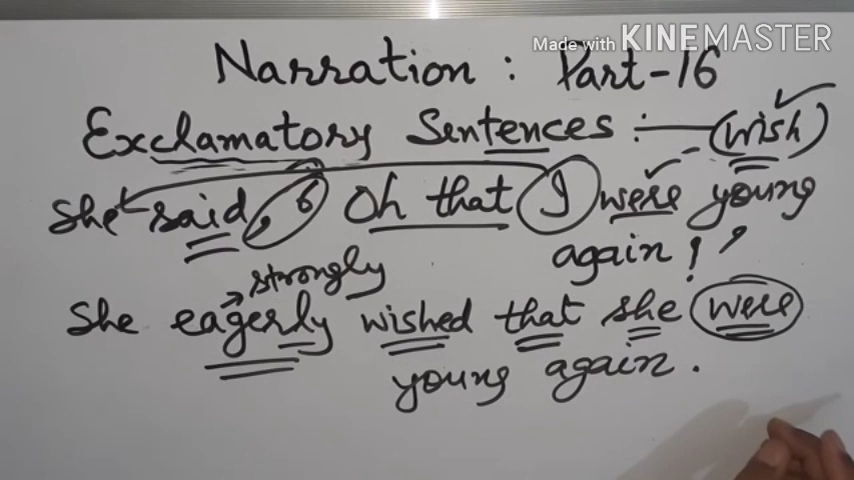 Made with KINEMASTER
Narration : Part-16
Exclamatory Sentences :- (wish)
She said, ‘Oh that I were young
again!’
strongly
She eagerly wished that she were
young again.